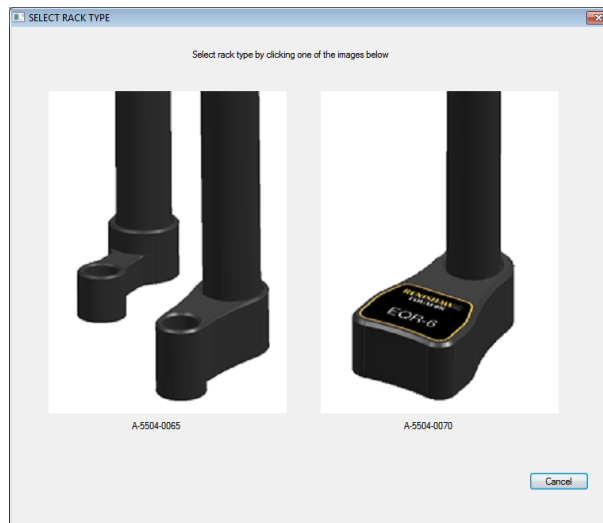 SELECT RACK TYPE
Select rack type by clicking one of the images below
RENISHAW
EQUATOR
EQR-6
A-5504-0065
A-5504-0070
Cancel